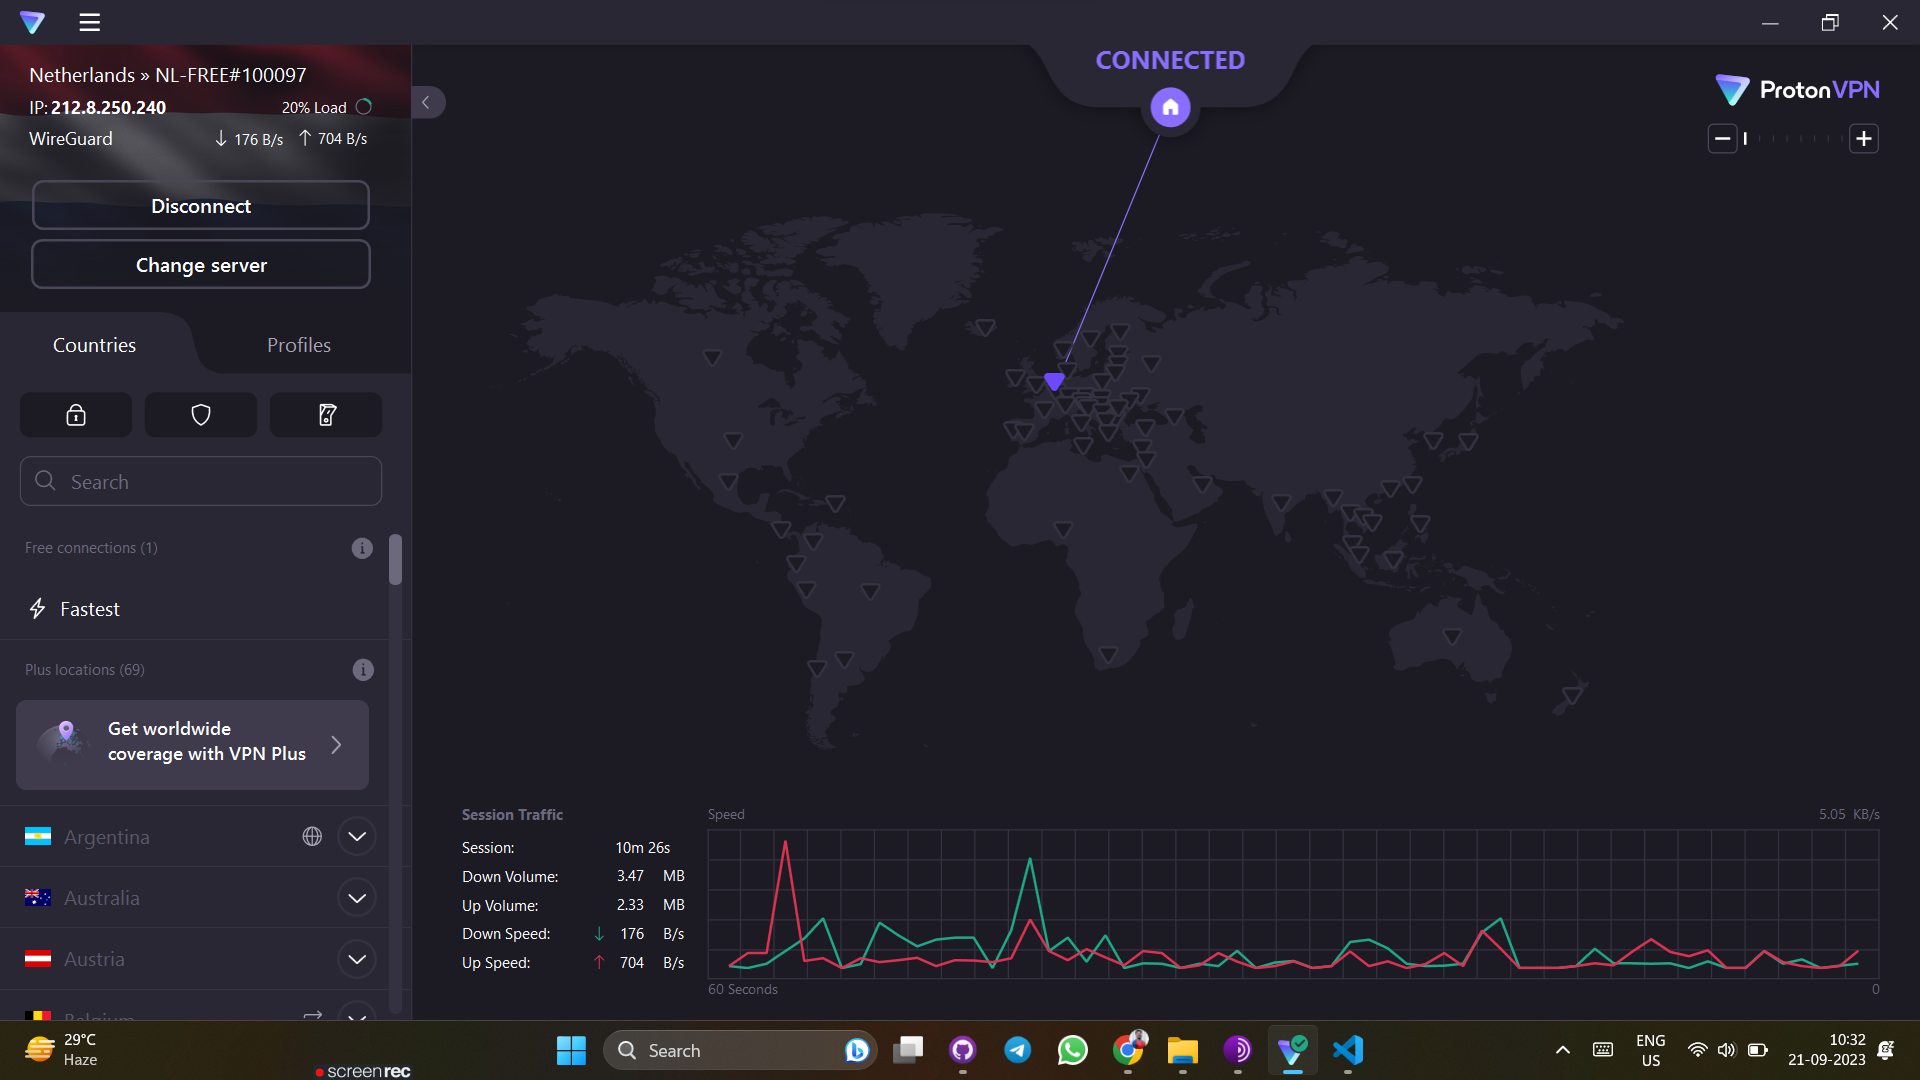 Netherlands » NL-FREE#100097
IP: 212.8.250.240
20% Load
WireGuard
176 B/s
704 B/s
Disconnect
Change server
Countries
Profiles
Search
Free connections (1)
Fastest
Plus locations (69)
Get worldwide
coverage with VPN Plus
Argentina
Australia
Austria
Belgium
CONNECTED
ProtonVPN
Session Traffic
Session: 10m 26s
Down Volume: 3.47 MB
Up Volume: 2.33 MB
Down Speed: 176 B/s
Up Speed: 704 B/s
Speed
5.05 KB/s
60 Seconds
0
29°C
Haze
screenrec
Search
ENG
US
10:32
21-09-2023